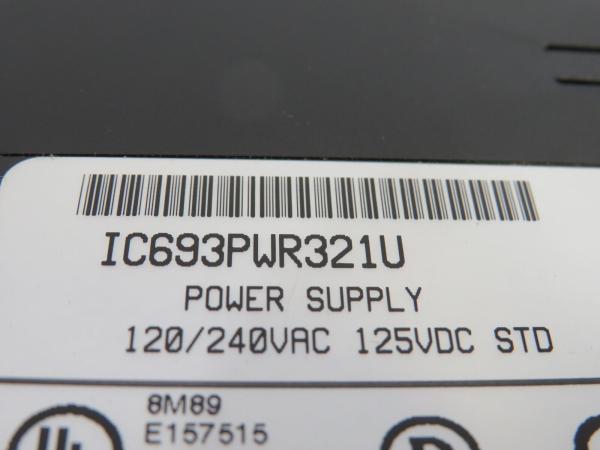 IC693PWR321U
POWER SUPPLY
120/240VAC 125VDC STD
8M89
E157515